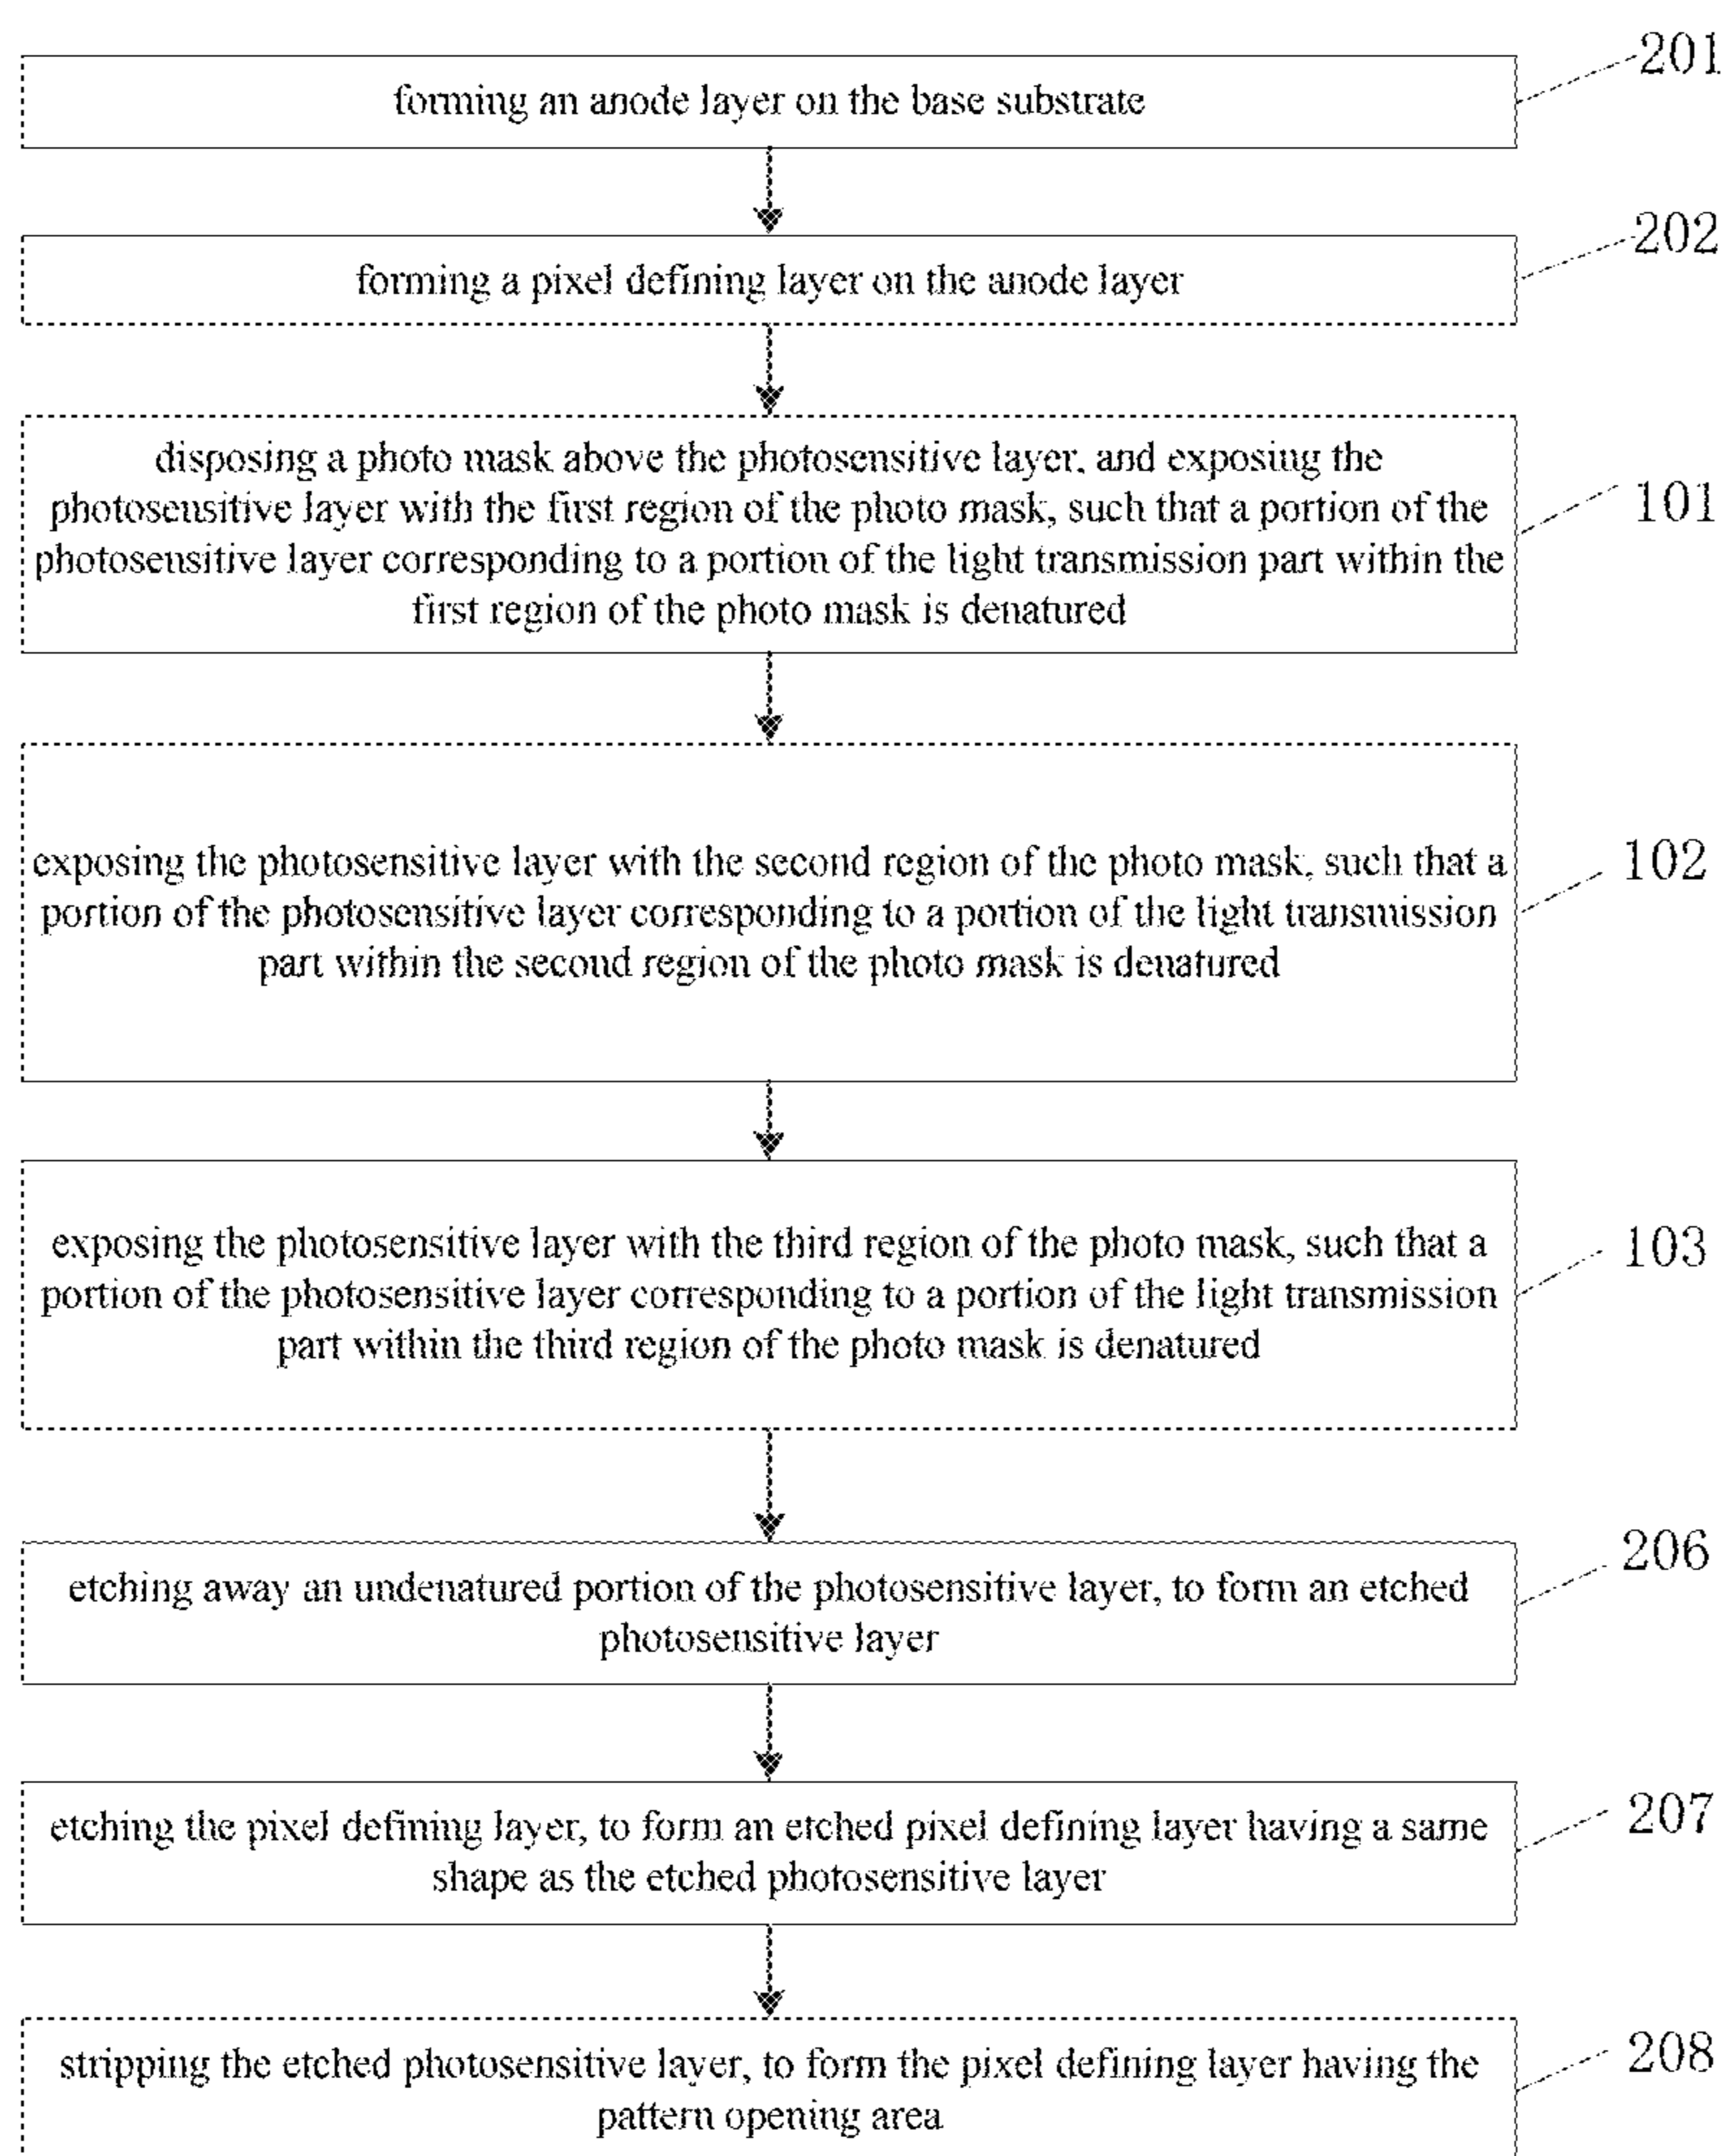 201
forming an anode layer on the base substrate
202
forming a pixel defining layer on the anode layer
disposing a photo mask above the photosensitive layer, and exposing the
photosensitive layer with the first region of the photo mask, such that a portion of the
photosensitive layer corresponding to a portion of the light transmission part within the
first region of the photo mask is denatured
101
exposing the photosensitive layer with the second region of the photo mask, such that a
portion of the photosensitive layer corresponding to a portion of the light transmission
part within the second region of the photo mask is denatured
102
exposing the photosensitive layer with the third region of the photo mask, such that a
portion of the photosensitive layer corresponding to a portion of the light transmission
part within the third region of the photo mask is denatured
103
etching away an undenatured portion of the photosensitive layer, to form an etched
photosensitive layer
206
etching the pixel defining layer, to form an etched pixel defining layer having a same
shape as the etched photosensitive layer
207
stripping the etched photosensitive layer, to form the pixel defining layer having the
pattern opening area
208